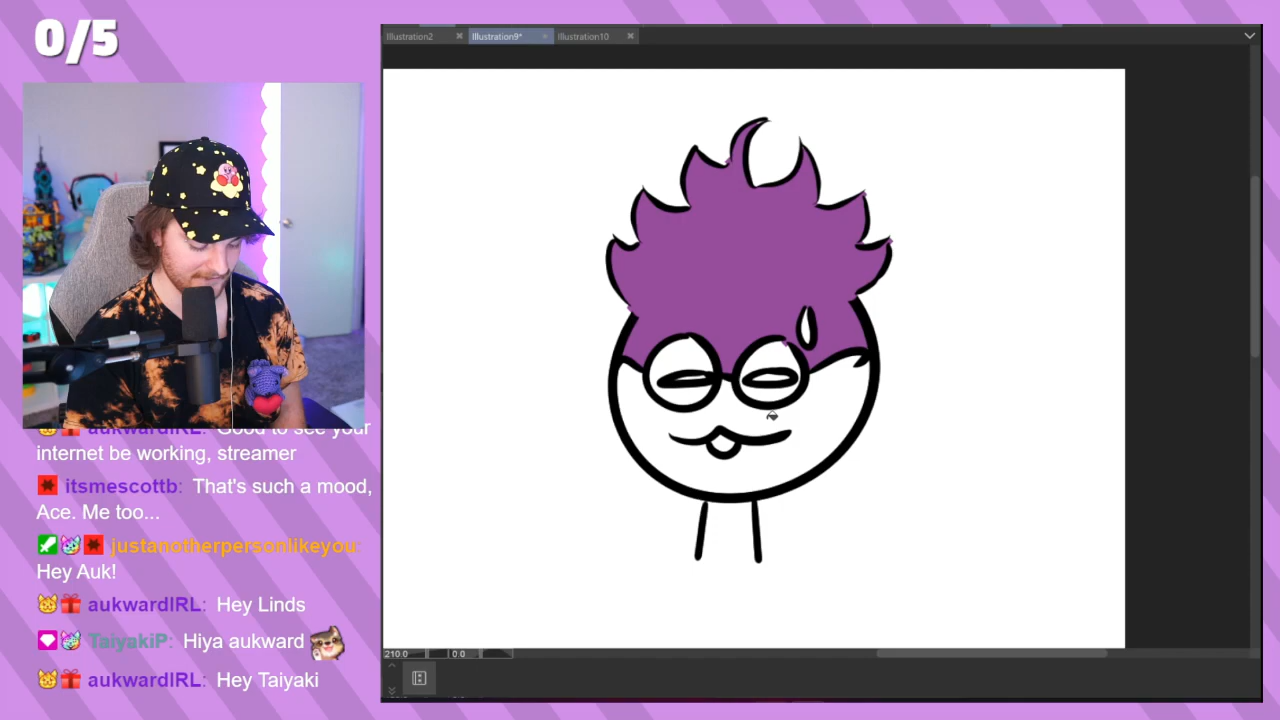 0/5
Illustration2
Illustration9*
Illustration10
aukwardIRL: Good to see your
internet be working, streamer
itsmescottb: That's such a mood,
Ace. Me too...
justanotherpersonlikeyou:
Hey Auk!
aukwardIRL: Hey Linds
TaiyakiP: Hiya aukward
aukwardIRL: Hey Taiyaki
210.0
0.0